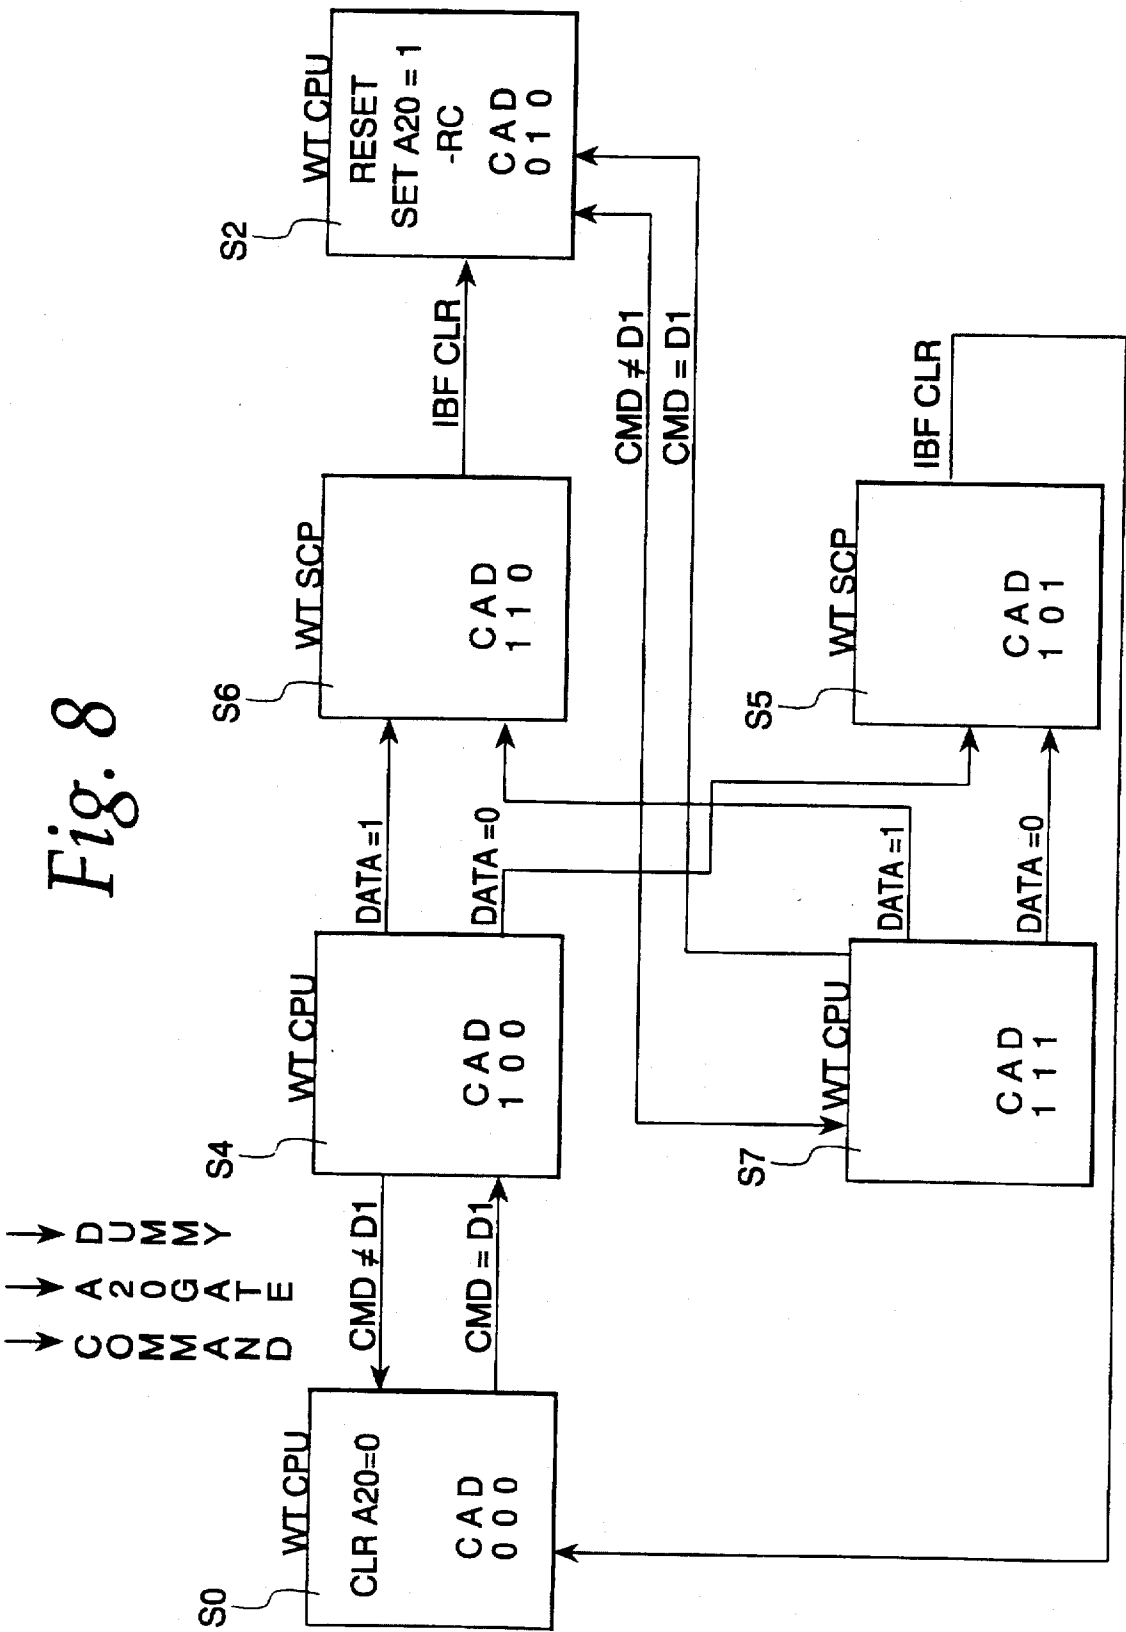 Fig. 8
COMMAND
A20GATE
DUMMY
S0
WT CPU
CLR A20=0
C A D
0 0 0
CMD ≠ D1
CMD = D1
S4
WT CPU
C A D
1 0 0
DATA =1
DATA =0
S6
WT SCP
C A D
1 1 0
IBF CLR
S2
WT CPU
RESET
SET A20 = 1
-RC
C A D
0 1 0
CMD ≠ D1
CMD = D1
S7
WT CPU
C A D
1 1 1
DATA =1
DATA =0
S5
WT SCP
C A D
1 0 1
IBF CLR